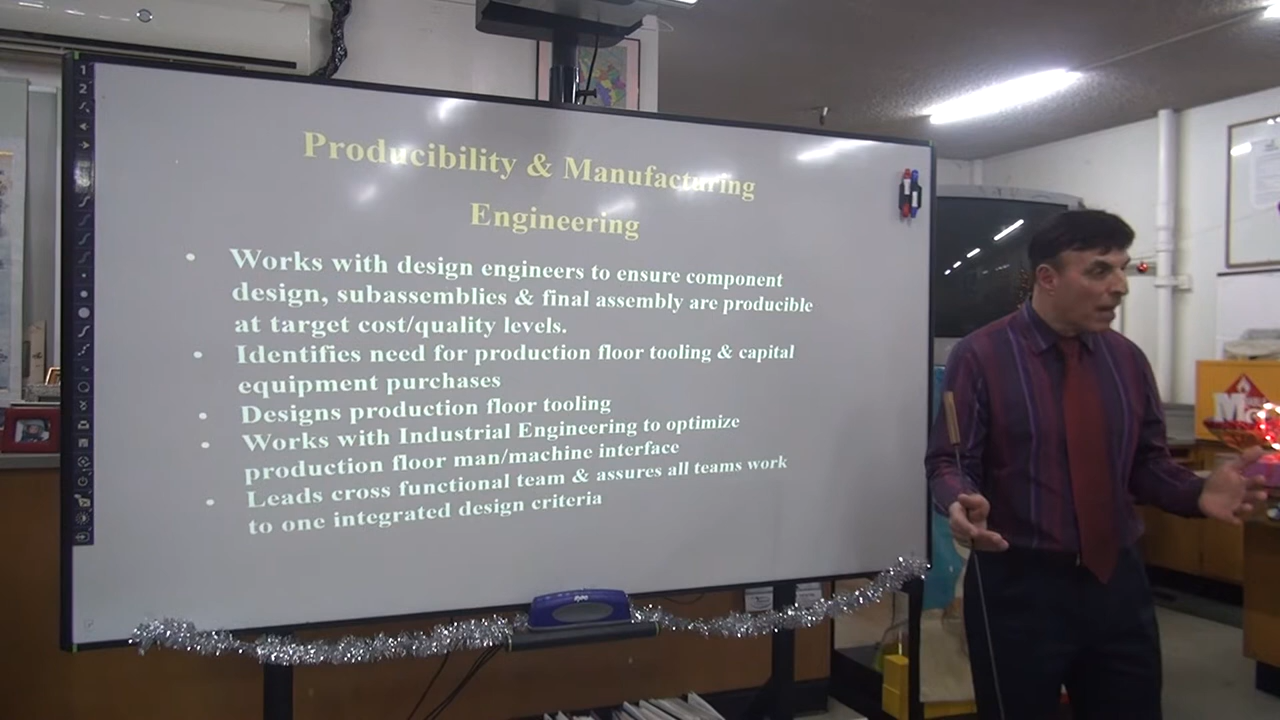 1
2
Producibility & Manufacturing
Engineering
• Works with design engineers to ensure component
design, subassemblies & final assembly are producible
at target cost/quality levels.
• Identifies need for production floor tooling & capital
equipment purchases
• Designs production floor tooling
• Works with Industrial Engineering to optimize
production floor man/machine interface
• Leads cross functional team & assures all teams work
to one integrated design criteria